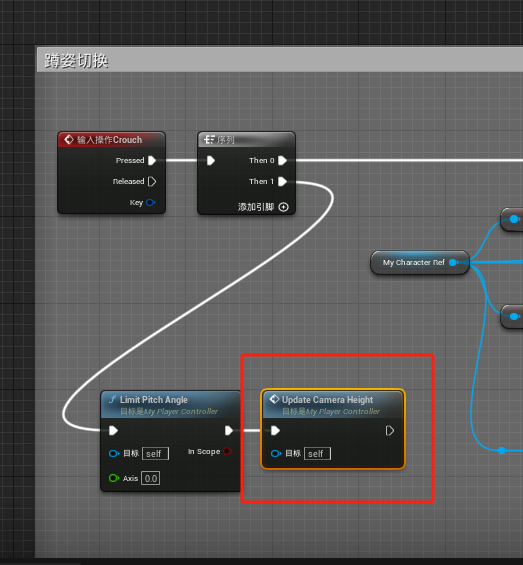 蹲姿切换
输入操作Crouch
Pressed
Released
Key
序列
Then 0
Then 1
添加引脚
My Character Ref
Limit Pitch Angle
目标是My Player Controller
目标
self
In Scope
Axis
0.0
Update Camera Height
目标是My Player Controller
目标
self